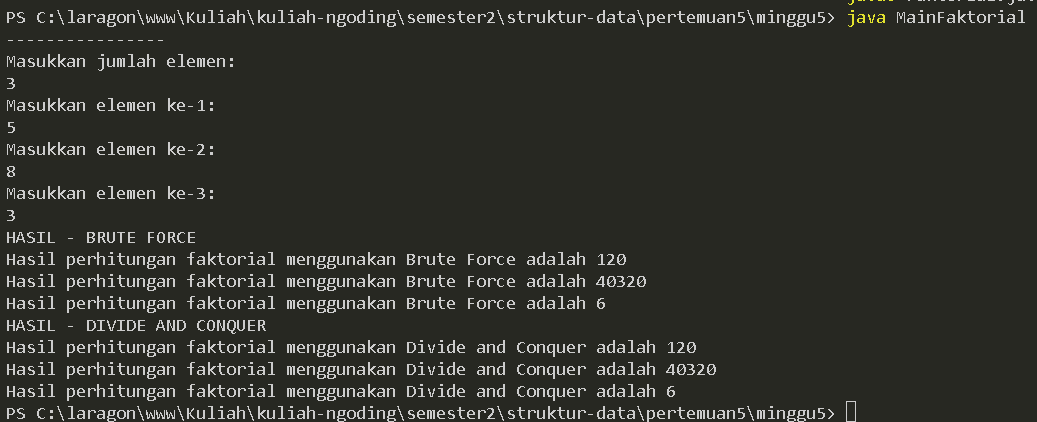 PS C:\laragon\www\Kuliah\kuliah-ngoding\semester2\struktur-data\pertemuan5\minggu5> java MainFaktorial
----------------
Masukkan jumlah elemen:
3
Masukkan elemen ke-1:
5
Masukkan elemen ke-2:
8
Masukkan elemen ke-3:
3
HASIL - BRUTE FORCE
Hasil perhitungan faktorial menggunakan Brute Force adalah 120
Hasil perhitungan faktorial menggunakan Brute Force adalah 40320
Hasil perhitungan faktorial menggunakan Brute Force adalah 6
HASIL - DIVIDE AND CONQUER
Hasil perhitungan faktorial menggunakan Divide and Conquer adalah 120
Hasil perhitungan faktorial menggunakan Divide and Conquer adalah 40320
Hasil perhitungan faktorial menggunakan Divide and Conquer adalah 6
PS C:\laragon\www\Kuliah\kuliah-ngoding\semester2\struktur-data\pertemuan5\minggu5>